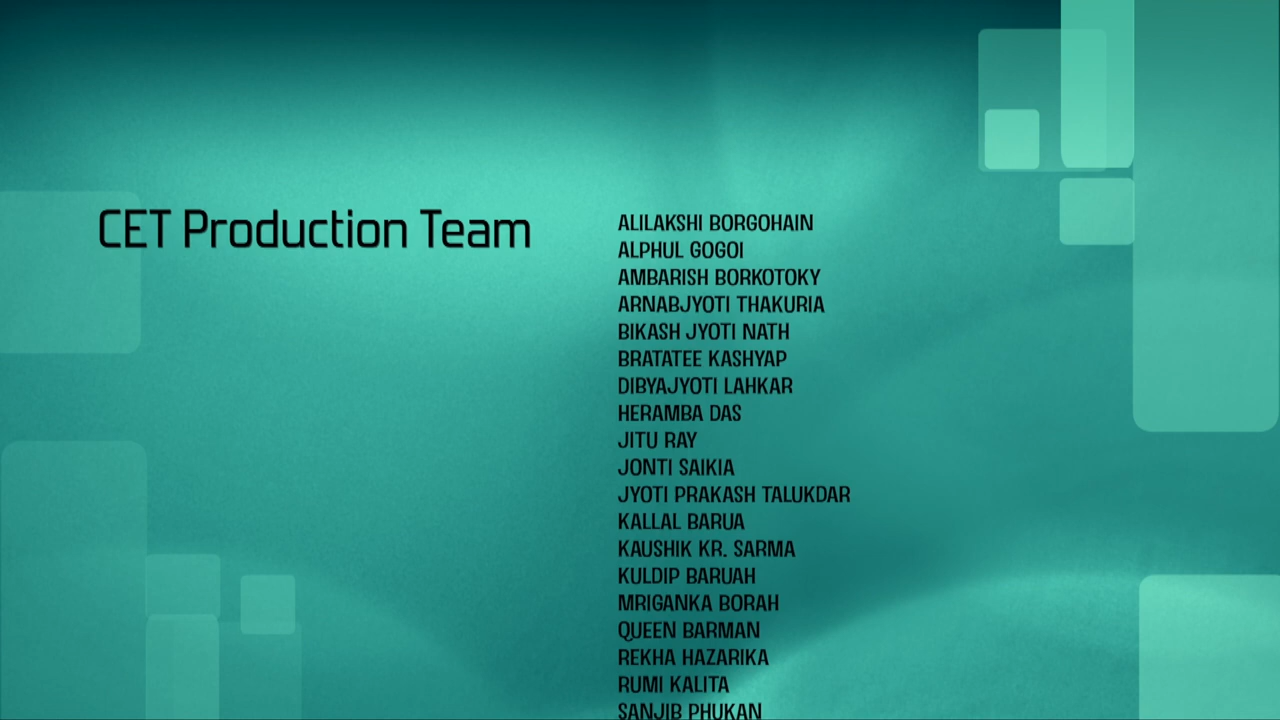 CET Production Team
ALILAKSHI BORGOHAIN
ALPHUL GOGOI
AMBARISH BORKOTOKY
ARNABJYOTI THAKURIA
BIKASH JYOTI NATH
BRATATEE KASHYAP
DIBYAJYOTI LAHKAR
HERAMBA DAS
JITU RAY
JONTI SAIKIA
JYOTI PRAKASH TALUKDAR
KALLAL BARUA
KAUSHIK KR. SARMA
KULDIP BARUAH
MRIGANKA BORAH
QUEEN BARMAN
REKHA HAZARIKA
RUMI KALITA
SANJIB PHUKAN